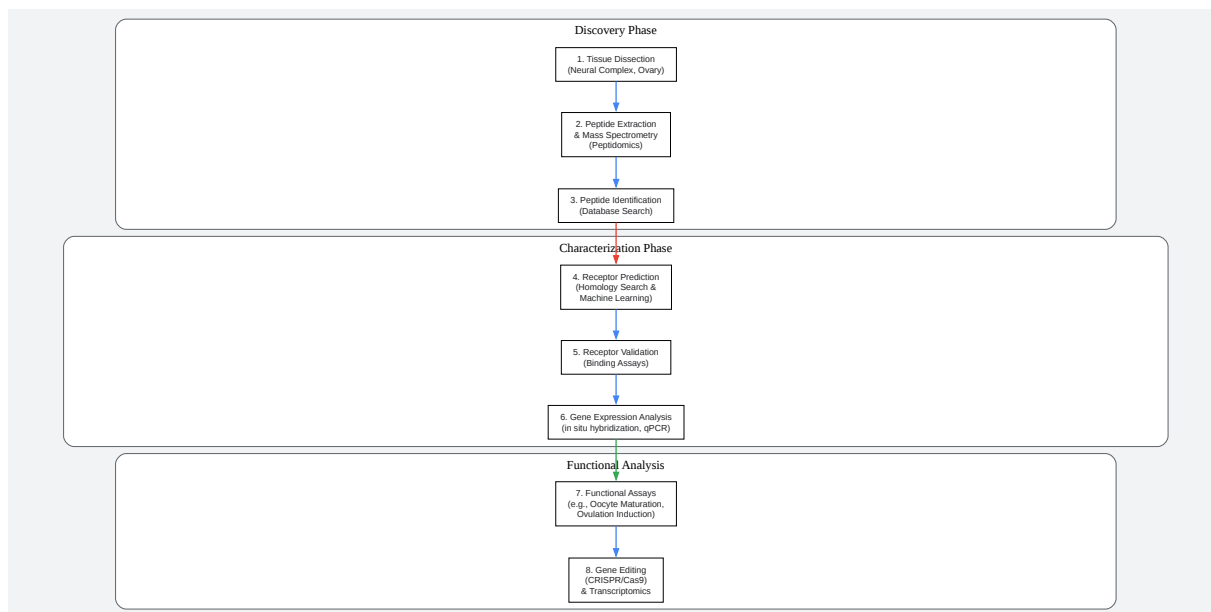 Discovery Phase
1. Tissue Dissection
(Neural Complex, Ovary)
2. Peptide Extraction
& Mass Spectrometry
(Peptidomics)
3. Peptide Identification
(Database Search)
Characterization Phase
4. Receptor Prediction
(Homology Search &
Machine Learning)
5. Receptor Validation
(Binding Assays)
6. Gene Expression Analysis
(in situ hybridization, qPCR)
Functional Analysis
7. Functional Assays
(e.g., Oocyte Maturation,
Ovulation Induction)
8. Gene Editing
(CRISPR/Cas9)
& Transcriptomics